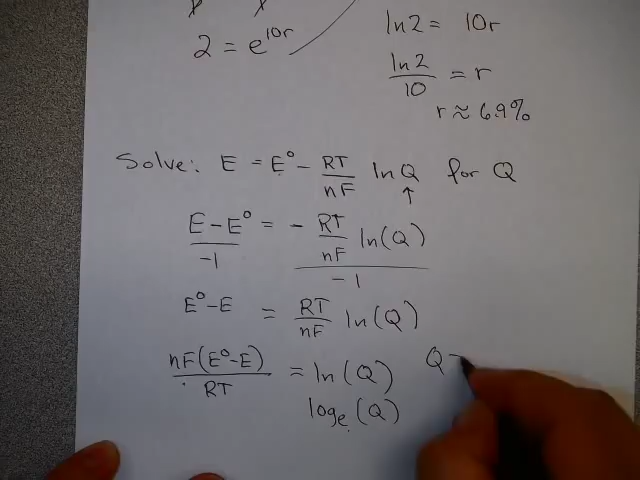 2 = e^10r
ln2 = 10r
ln2/10 = r
r ≈ 6.9%
Solve: E = E° - RT/nF lnQ for Q
↑
E - E°/-1 = - RT/nF ln(Q)/-1
E° - E = RT/nF ln(Q)
nF(E° - E)/RT = ln(Q) Q =
log_e(Q)